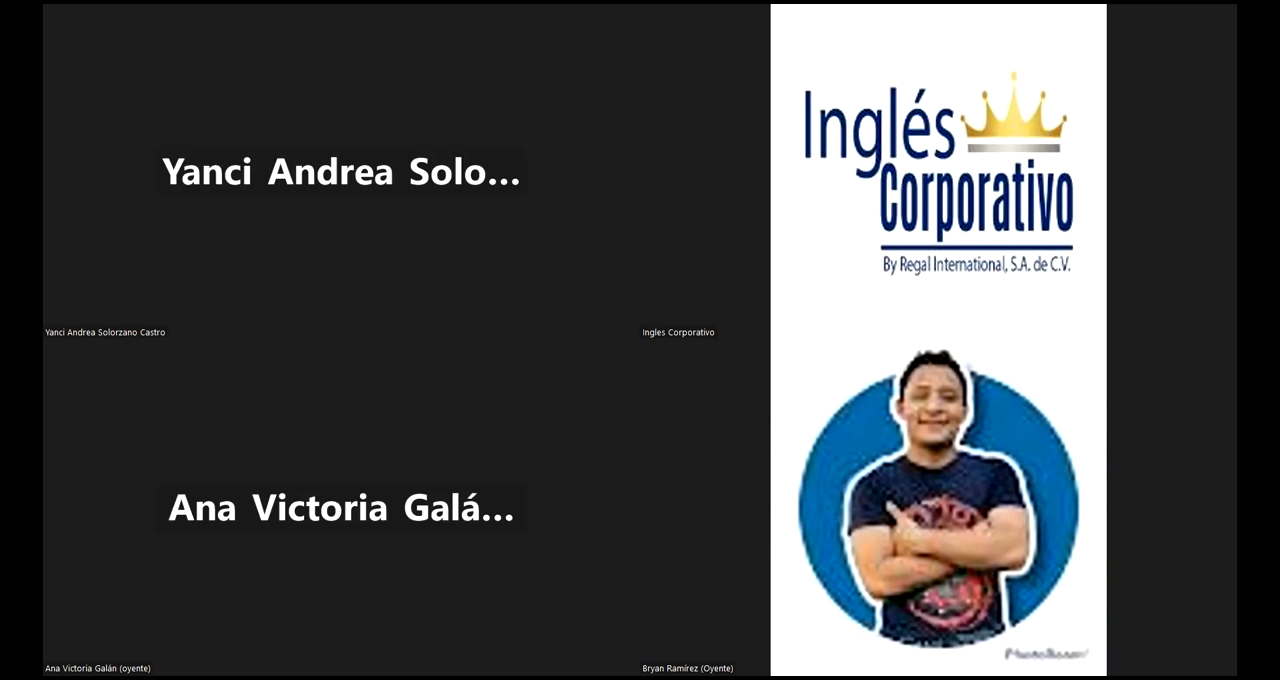 Yanci Andrea Solo...
Yanci Andrea Solorzano Castro
Inglés
Corporativo
By Regal International, S.A. de C.V.
Ingles Corporativo
Ana Victoria Galá...
Ana Victoria Galán (oyente)
PhotoRoom
Bryan Ramírez (Oyente)